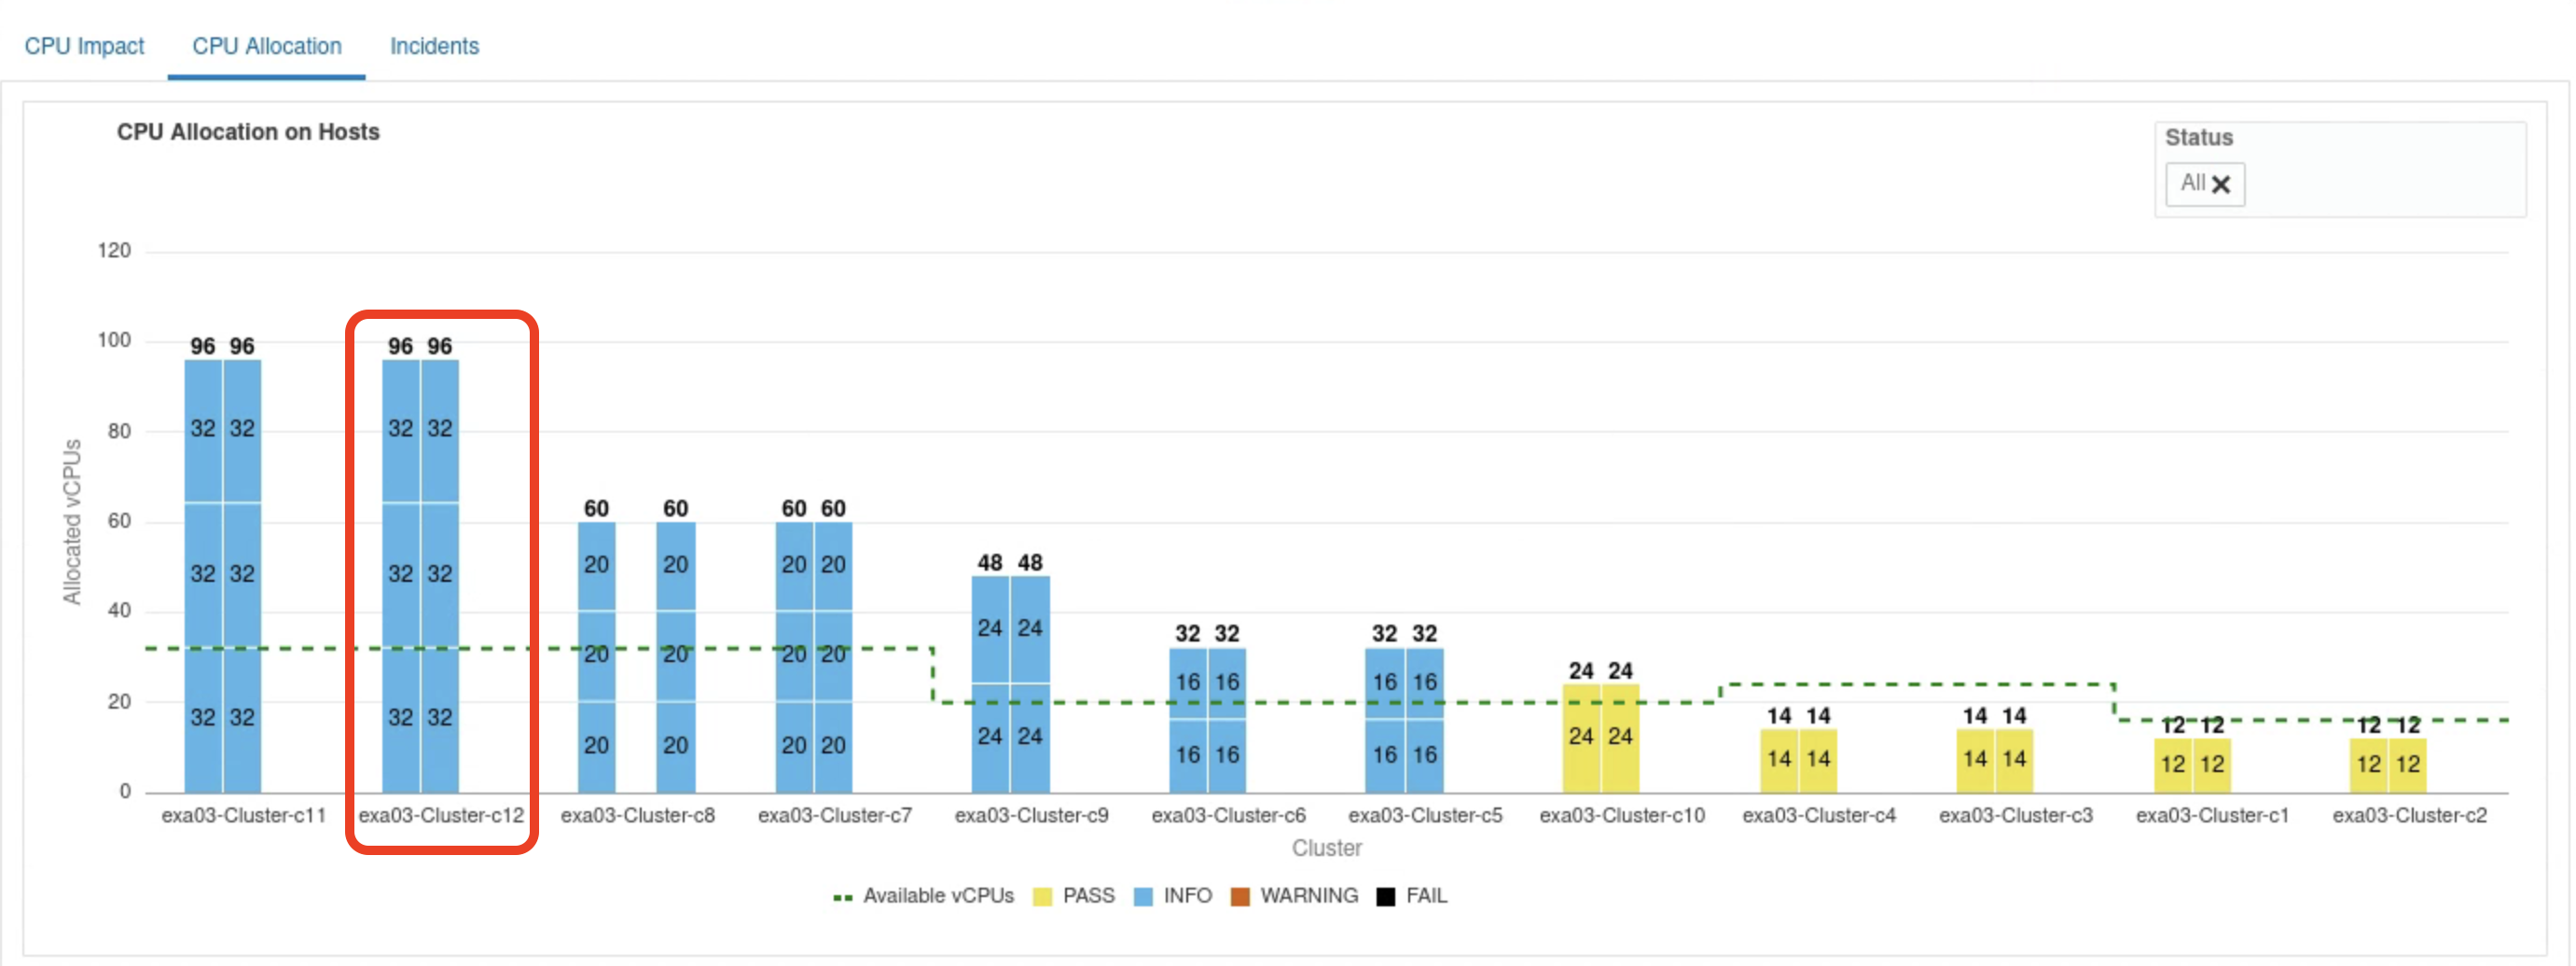 CPU Impact CPU Allocation Incidents
CPU Allocation on Hosts
Status
All
120
100
80
60
40
20
0
Allocated vCPUs
96 96 96 96 60 60 60 60 48 48 32 32 32 32 24 24 14 14 14 14 12 12 12 12
32 32 32 32 20 20 20 20 24 24 16 16 16 16 24 24 14 14 14 14 12 12 12 12
32 32 32 32 20 20 20 20 24 24 16 16 16 16
32 32 32 32 20 20 20 20
exa03-Cluster-c11 exa03-Cluster-c12 exa03-Cluster-c8 exa03-Cluster-c7 exa03-Cluster-c9 exa03-Cluster-c6 exa03-Cluster-c5 exa03-Cluster-c10 exa03-Cluster-c4 exa03-Cluster-c3 exa03-Cluster-c1 exa03-Cluster-c2
Cluster
Available vCPUs PASS INFO WARNING FAIL